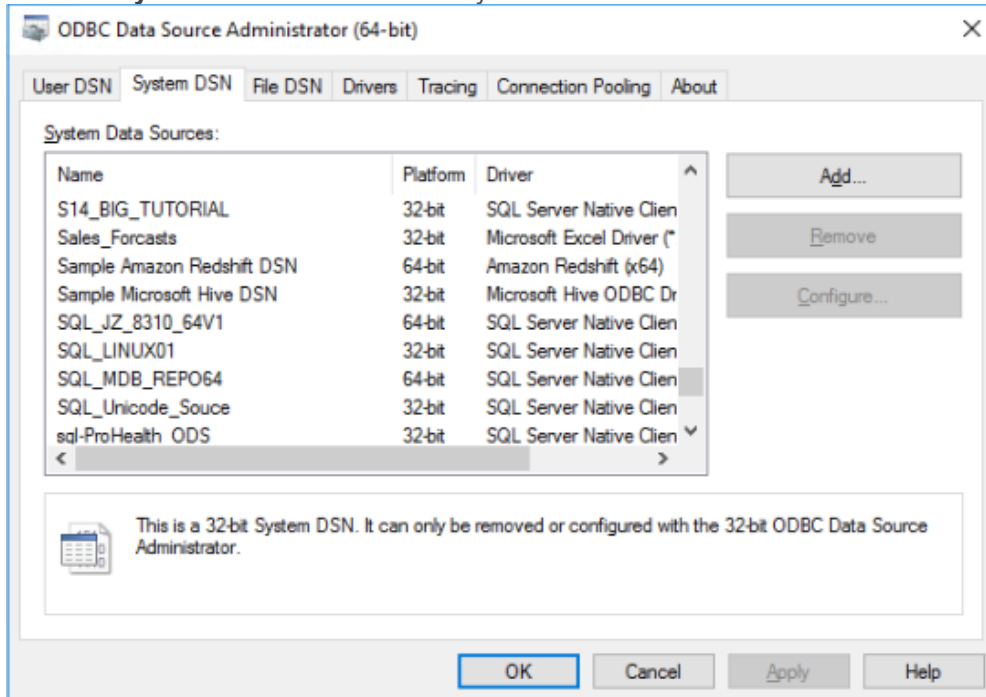 ODBC Data Source Administrator (64-bit)
User DSN System DSN File DSN Drivers Tracing Connection Pooling About
System Data Sources:
Name Platform Driver
S14_BIG_TUTORIAL 32-bit SQL Server Native Clien
Sales_Forcasts 32-bit Microsoft Excel Driver (*
Sample Amazon Redshift DSN 64-bit Amazon Redshift (x64)
Sample Microsoft Hive DSN 32-bit Microsoft Hive ODBC Dr
SQL_JZ_8310_64V1 64-bit SQL Server Native Clien
SQL_LINUX01 32-bit SQL Server Native Clien
SQL_MDB_REPO64 64-bit SQL Server Native Clien
SQL_Unicode_Souce 32-bit SQL Server Native Clien
sql-ProHealth_ODS 32-bit SQL Server Native Clien
Add...
Remove
Configure...
This is a 32-bit System DSN. It can only be removed or configured with the 32-bit ODBC Data Source
Administrator.
OK Cancel Apply Help